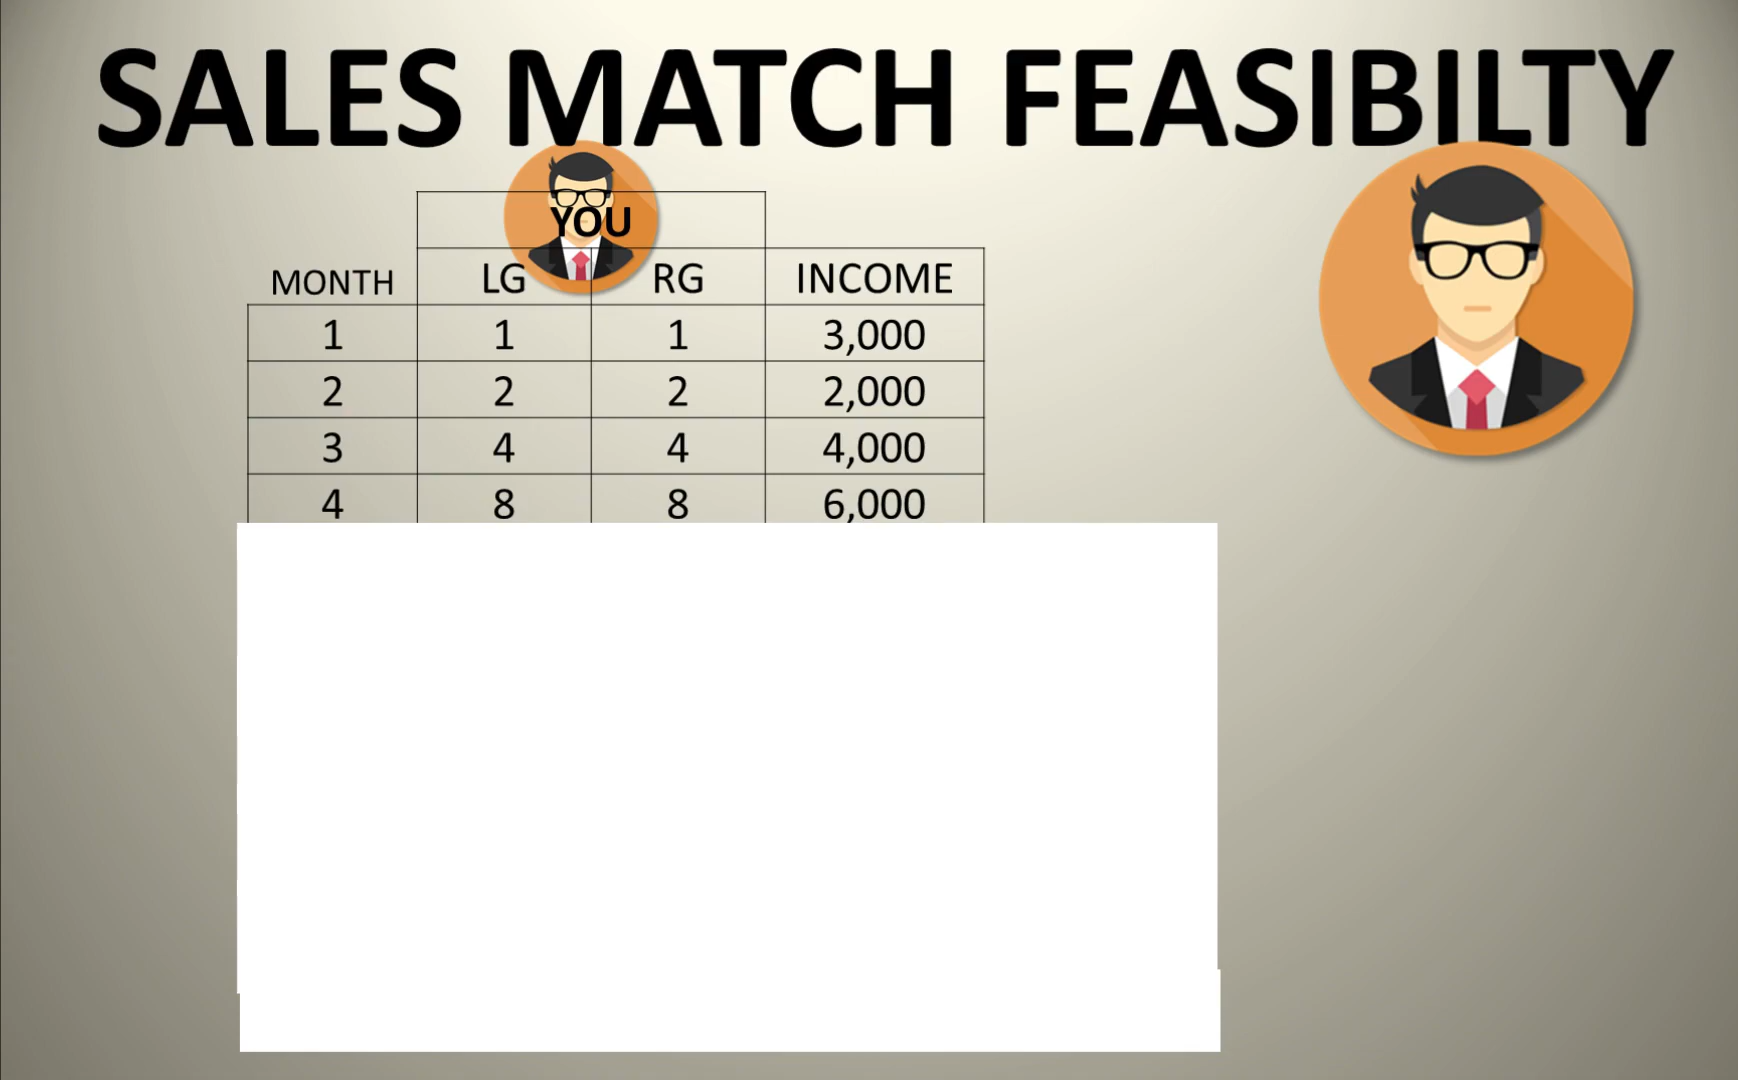 SALES MATCH FEASIBILTY
YOU
MONTH LG RG INCOME
1 1 1 3,000
2 2 2 2,000
3 4 4 4,000
4 8 8 6,000